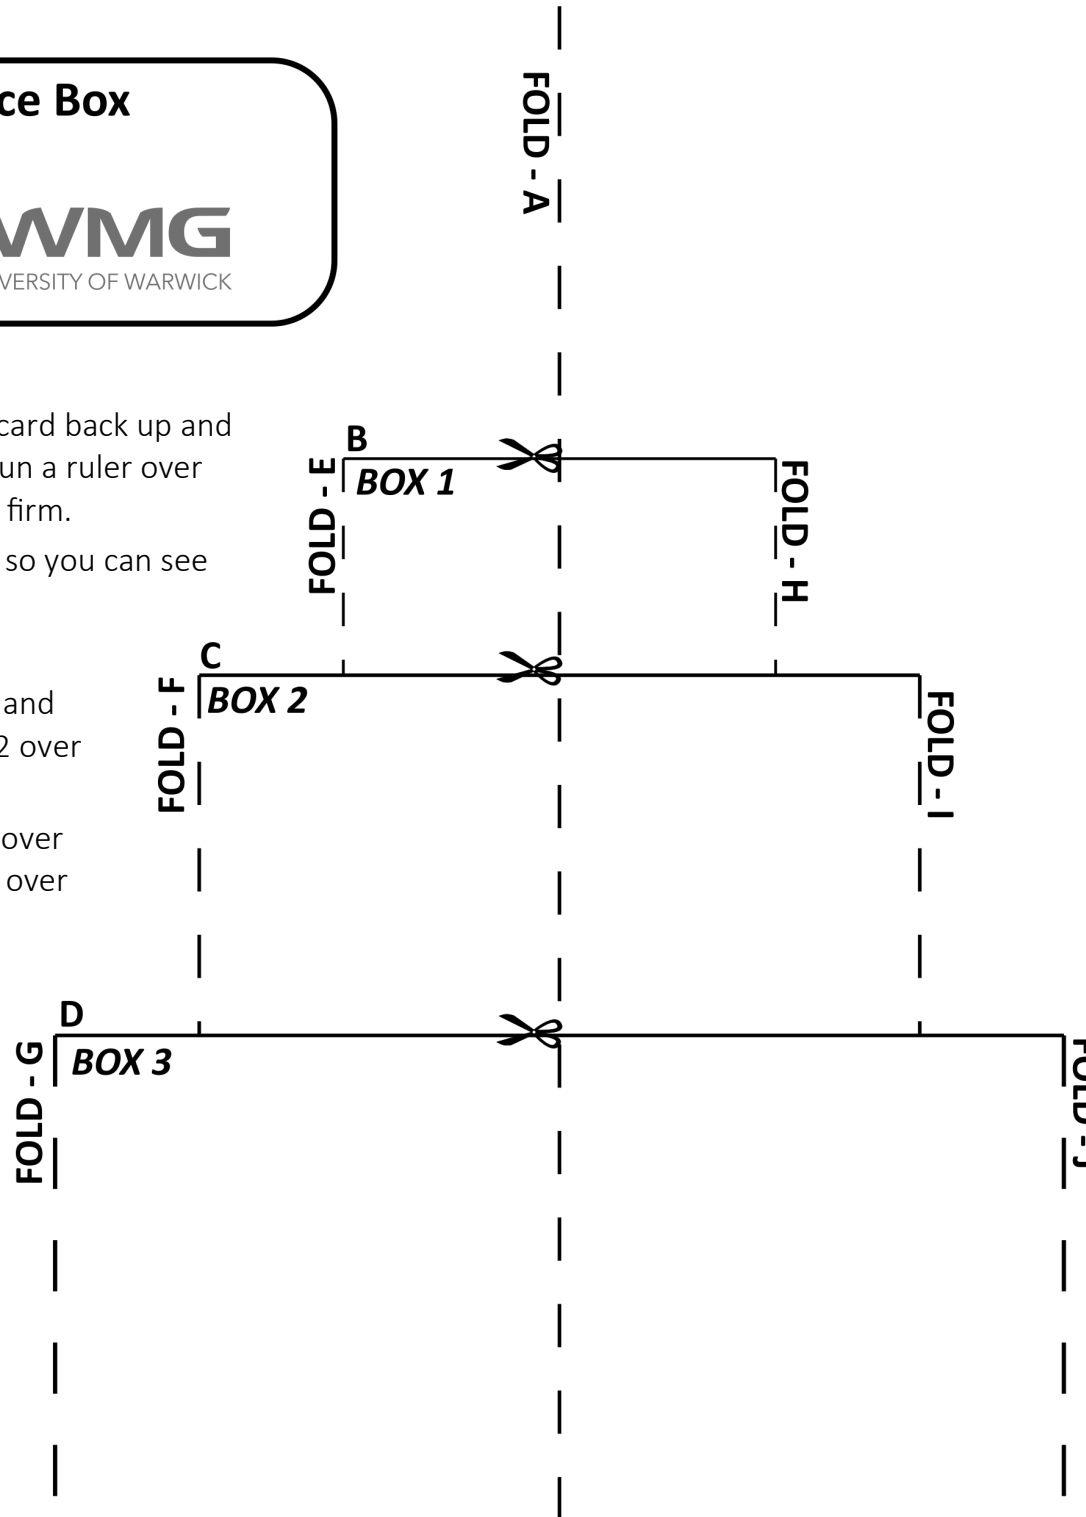 ce Box
WMG
VERSITY OF WARWICK
card back up and
un a ruler over
firm.
so you can see
and
2 over
over
over
FOLD - A
B
BOX 1
FOLD - E
FOLD - H
C
BOX 2
FOLD - F
FOLD - I
D
BOX 3
FOLD - G
FOLD - J